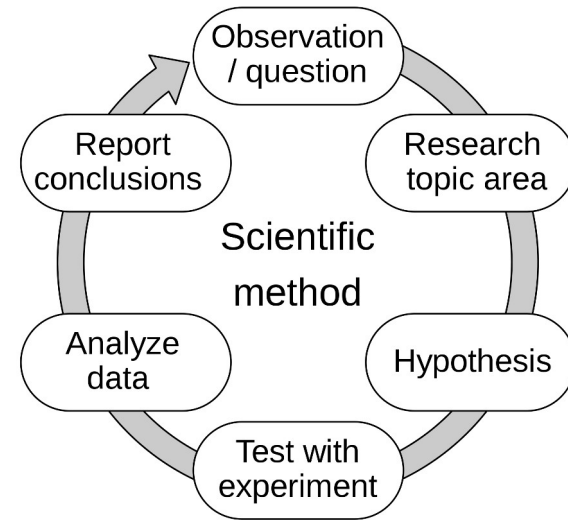 Observation
/ question
Research
topic area
Hypothesis
Test with
experiment
Analyze
data
Report
conclusions
Scientific
method